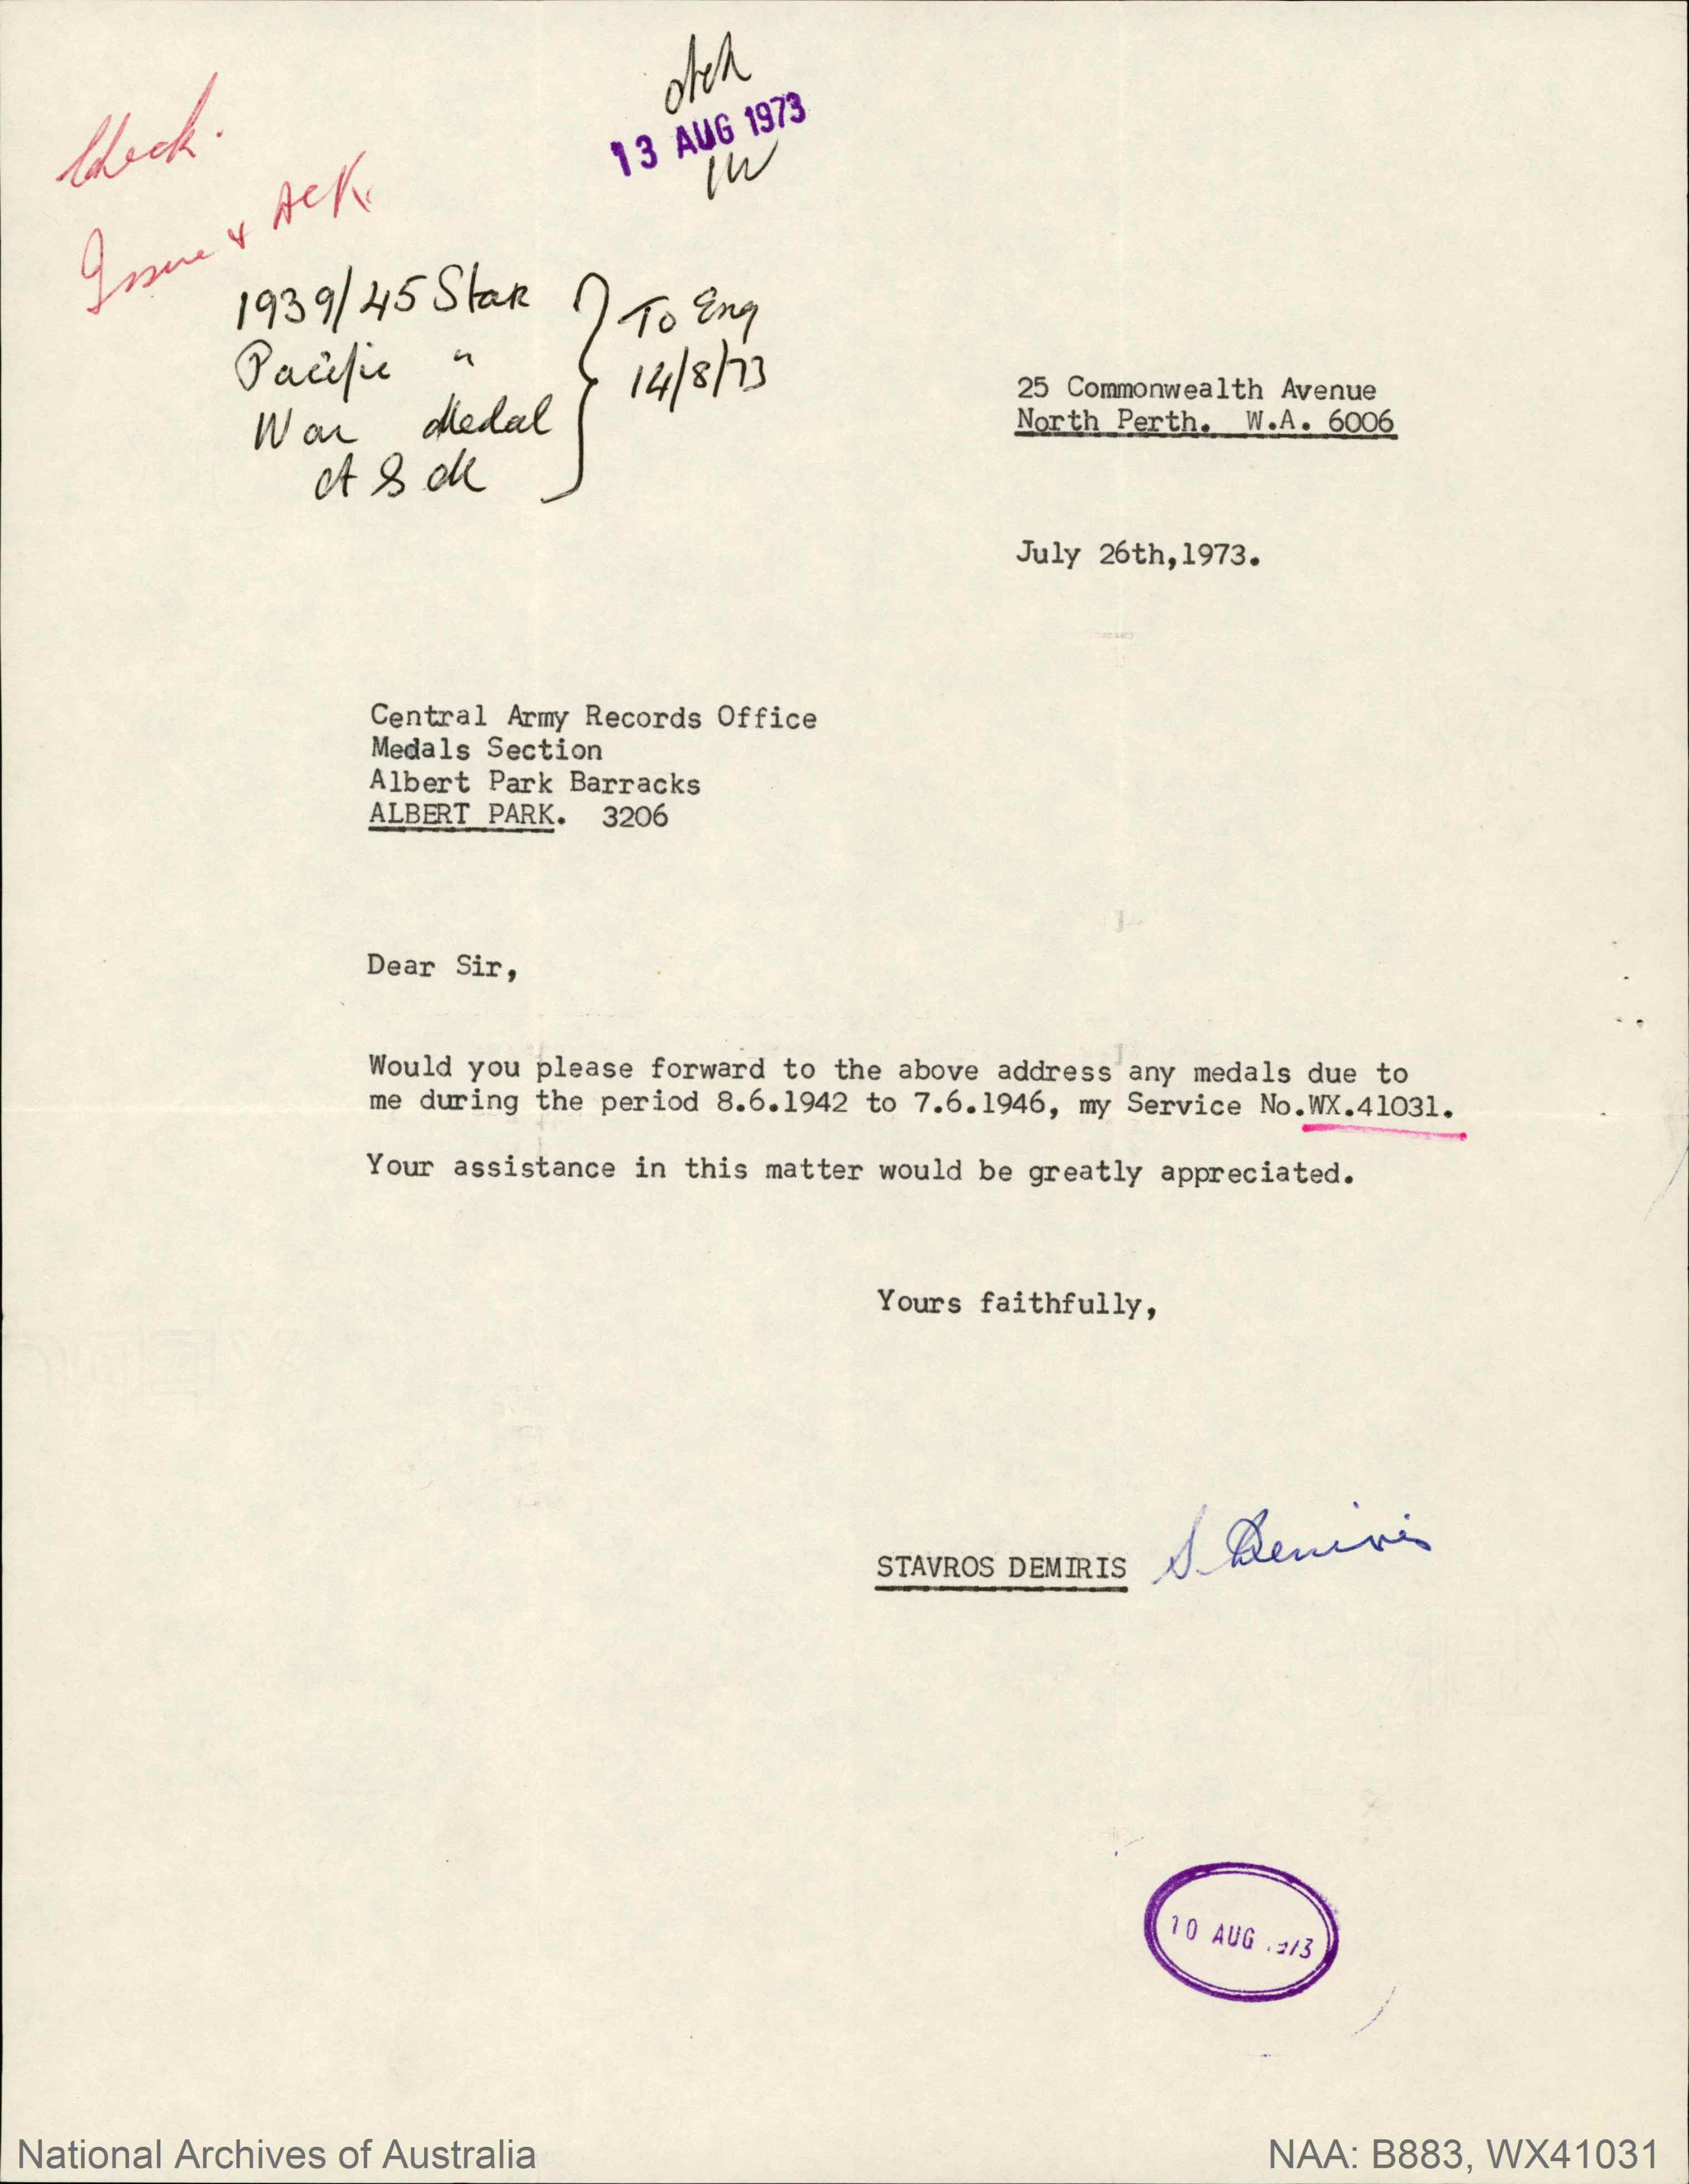 Ack
13 AUG 1973
Check.
Issue & Ack.
1939/45 Star
Pacific "
War Medal
A S M
To Eng
14/8/73
25 Commonwealth Avenue
North Perth. W.A. 6006
July 26th,1973.
Central Army Records Office
Medals Section
Albert Park Barracks
ALBERT PARK. 3206
Dear Sir,
Would you please forward to the above address any medals due to
me during the period 8.6.1942 to 7.6.1946, my Service No.WX.41031.
Your assistance in this matter would be greatly appreciated.
Yours faithfully,
STAVROS DEMIRIS S. Demiris
10 AUG 1973
National Archives of Australia
NAA: B883, WX41031